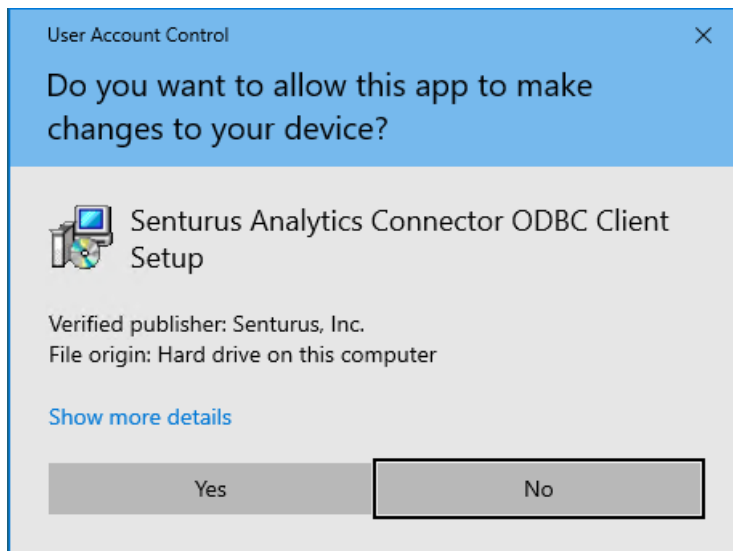 User Account Control
Do you want to allow this app to make
changes to your device?
Senturus Analytics Connector ODBC Client
Setup
Verified publisher: Senturus, Inc.
File origin: Hard drive on this computer
Show more details
Yes
No